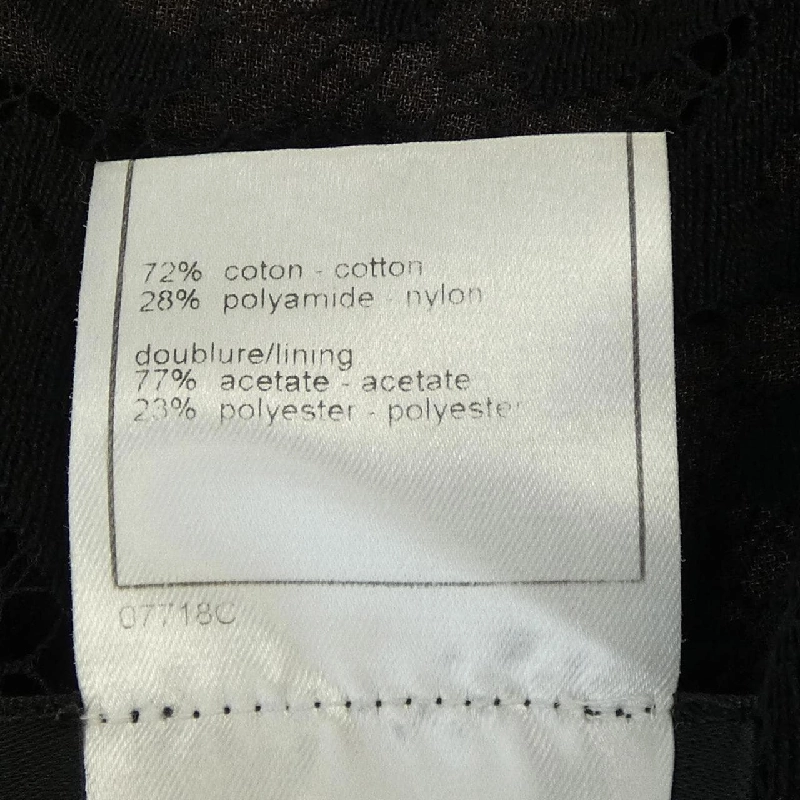 72% coton - cotton
28% polyamide - nylon
doublure/lining
77% acetate - acetate
23% polyester - polyester
07718C